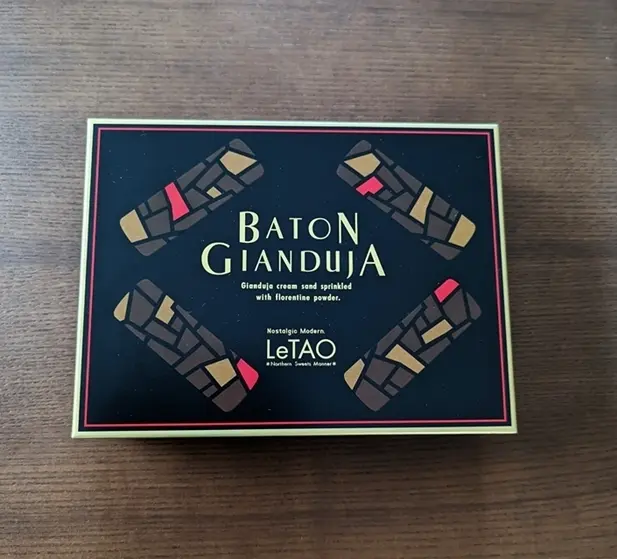 BATON
GIANDUJA
Gianduja cream sand sprinkled
with florentine powder.
Nostalgic Modern.
LeTAO
*Northern Sweets Manner*